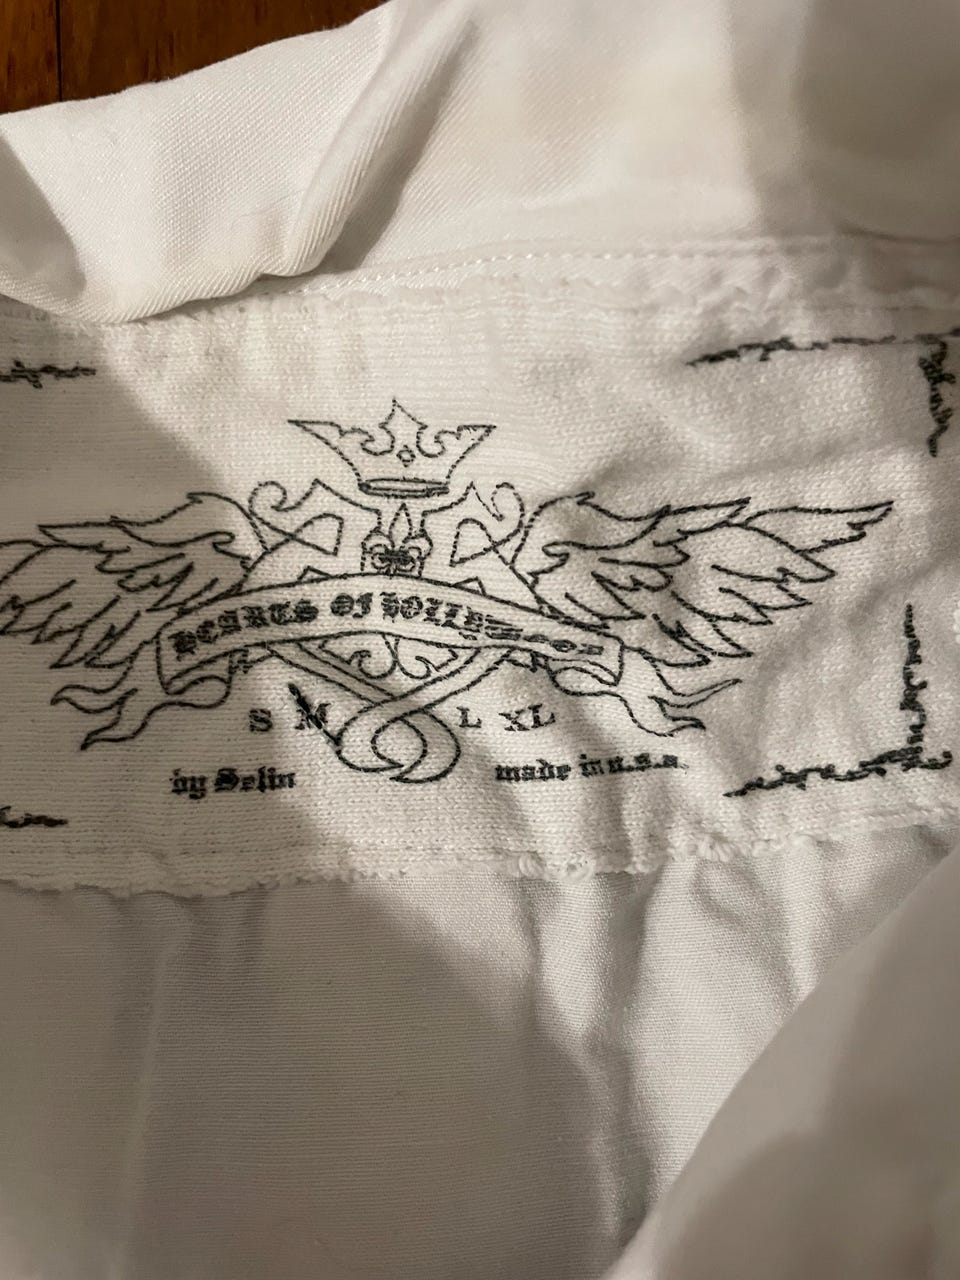 HEARTS OF HOLLYWOOD
S M L XL
by Selin made in u.s.a.